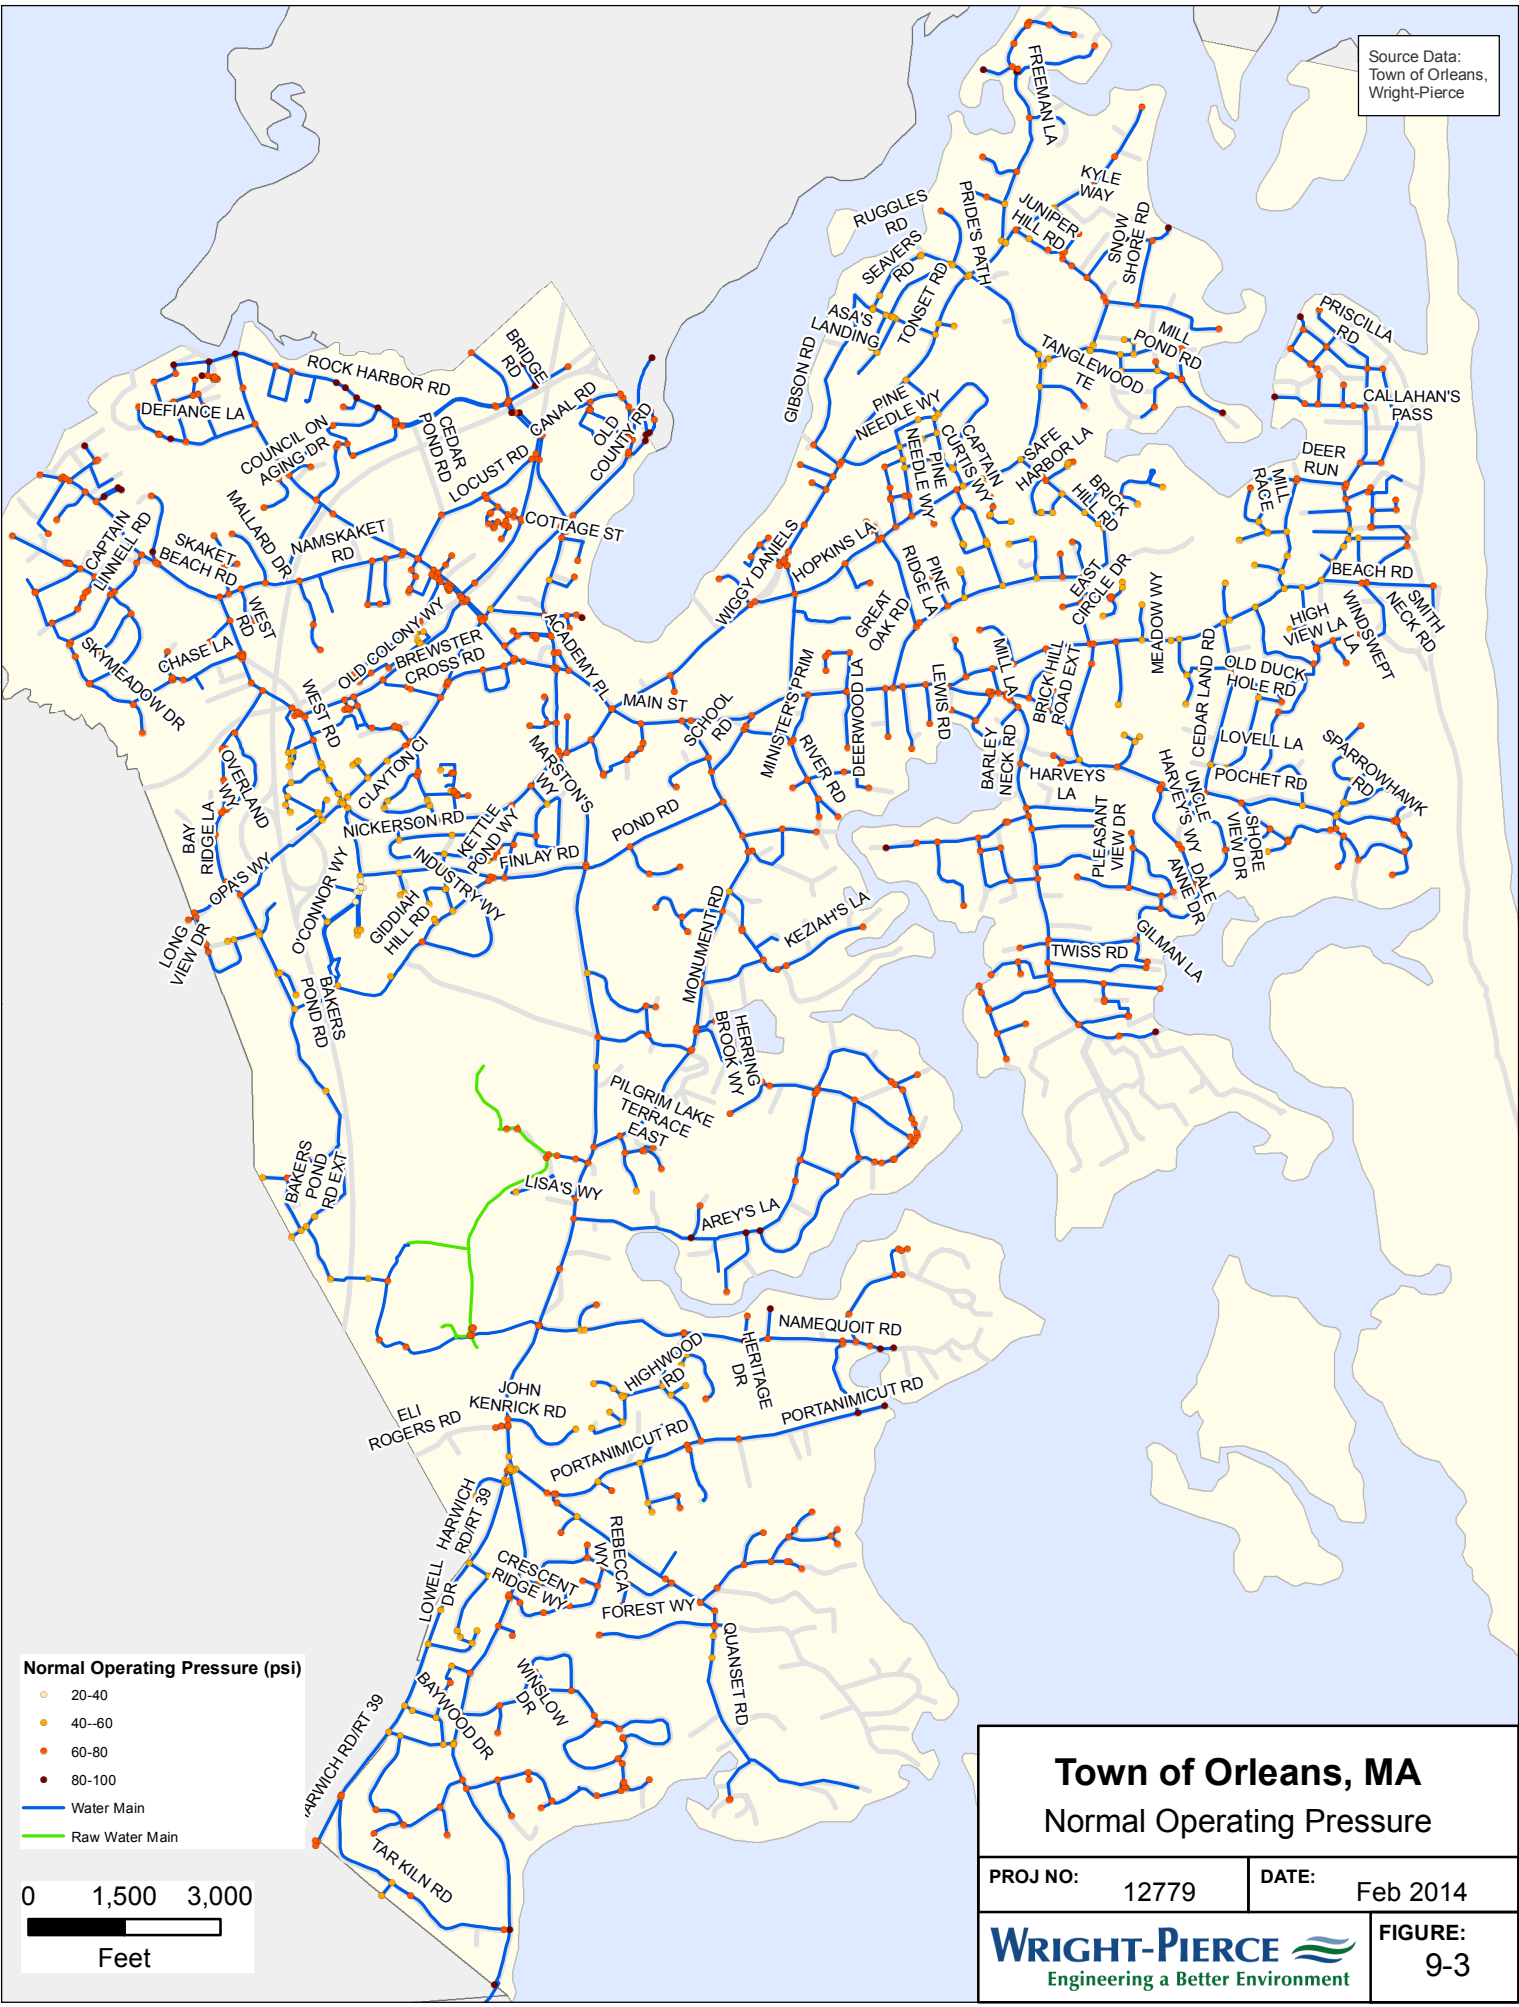 Source Data:
Town of Orleans,
Wright-Pierce
FREEMAN LA
KYLE
WAY
RUGGLES
RD
PRIDE'S PATH
JUNIPER
HILL RD
SNOW
SHORE RD
SEAVERS
RD
TONSET RD
ASA'S
LANDING
GIBSON RD
MILL
POND RD
TANGLEWOOD
TE
PRISCILLA
RD
CALLAHAN'S
PASS
BRIDGE
RD
ROCK HARBOR RD
DEFIANCE LA
COUNCIL ON
AGING DR
CEDAR
POND RD
CANAL RD
OLD
COUNTY RD
LOCUST RD
PINE
NEEDLE WY
PINE
NEEDLE WY
CAPTAIN
CURTIS WY
SAFE
HARBOR LA
BRICK
HILL RD
DEER
RUN
MILL
RACE
CAPTAIN
LINNELL RD
SKAKET
BEACH RD
MALLARD DR
NAMSKAKET
RD
COTTAGE ST
WIGGY DANIELS
HOPKINS LA
PINE
RIDGE LA
GREAT
OAK RD
EAST
CIRCLE DR
BEACH RD
SMITH
NECK RD
WINDSWEPT
LA
HIGH
VIEW LA
MEADOW WY
WEST
RD
CHASE LA
SKYMEADOW DR
OLD COLONY WY
BREWSTER
CROSS RD
ACADEMY PL
MAIN ST
SCHOOL
RD
MINISTER'S PRIM
DEERWOOD LA
RIVER RD
LEWIS RD
MILL LA
BRICK HILL
ROAD EXT
BARLEY
NECK RD
CEDAR LAND RD
OLD DUCK
HOLE RD
LOVELL LA
POCHET RD
SPARROWHAWK
RD
WEST RD
OVERLAND
WY
CLAYTON CI
MARSTON'S
WY
NICKERSON RD
KETTLE
POND WY
POND RD
HARVEYS
LA
PLEASANT
VIEW DR
HARVEY'S WY
UNCLE
SHORE
VIEW DR
DALE
ANNE DR
BAY
RIDGE LA
OPA'S WY
O'CONNOR WY
INDUSTRY WY
FINLAY RD
GIDDIAH
HILL RD
LONG
VIEW DR
MONUMENT RD
KEZIAH'S LA
TWISS RD
GILMAN LA
BAKERS
POND RD
HERRING
BROOK WY
PILGRIM LAKE
TERRACE
EAST
BAKERS
POND
RD EXT
LISA'S WY
AREY'S LA
NAMEQUOIT RD
HERITAGE
DR
HIGHWOOD
RD
JOHN
KENRICK RD
ELI
ROGERS RD
PORTANIMICUT RD
PORTANIMICUT RD
HARWICH
RD/RT 39
REBECCA
WY
CRESCENT
RIDGE WY
LOWELL
DR
FOREST WY
QUANSET RD
WINSLOW
DR
BAYWOOD DR
ARWICH RD/RT 39
TAR KILN RD
Normal Operating Pressure (psi)
20-40
40--60
60-80
80-100
Water Main
Raw Water Main
0 1,500 3,000
Feet
Town of Orleans, MA
Normal Operating Pressure
PROJ NO: 12779
DATE: Feb 2014
WRIGHT-PIERCE
Engineering a Better Environment
FIGURE:
9-3